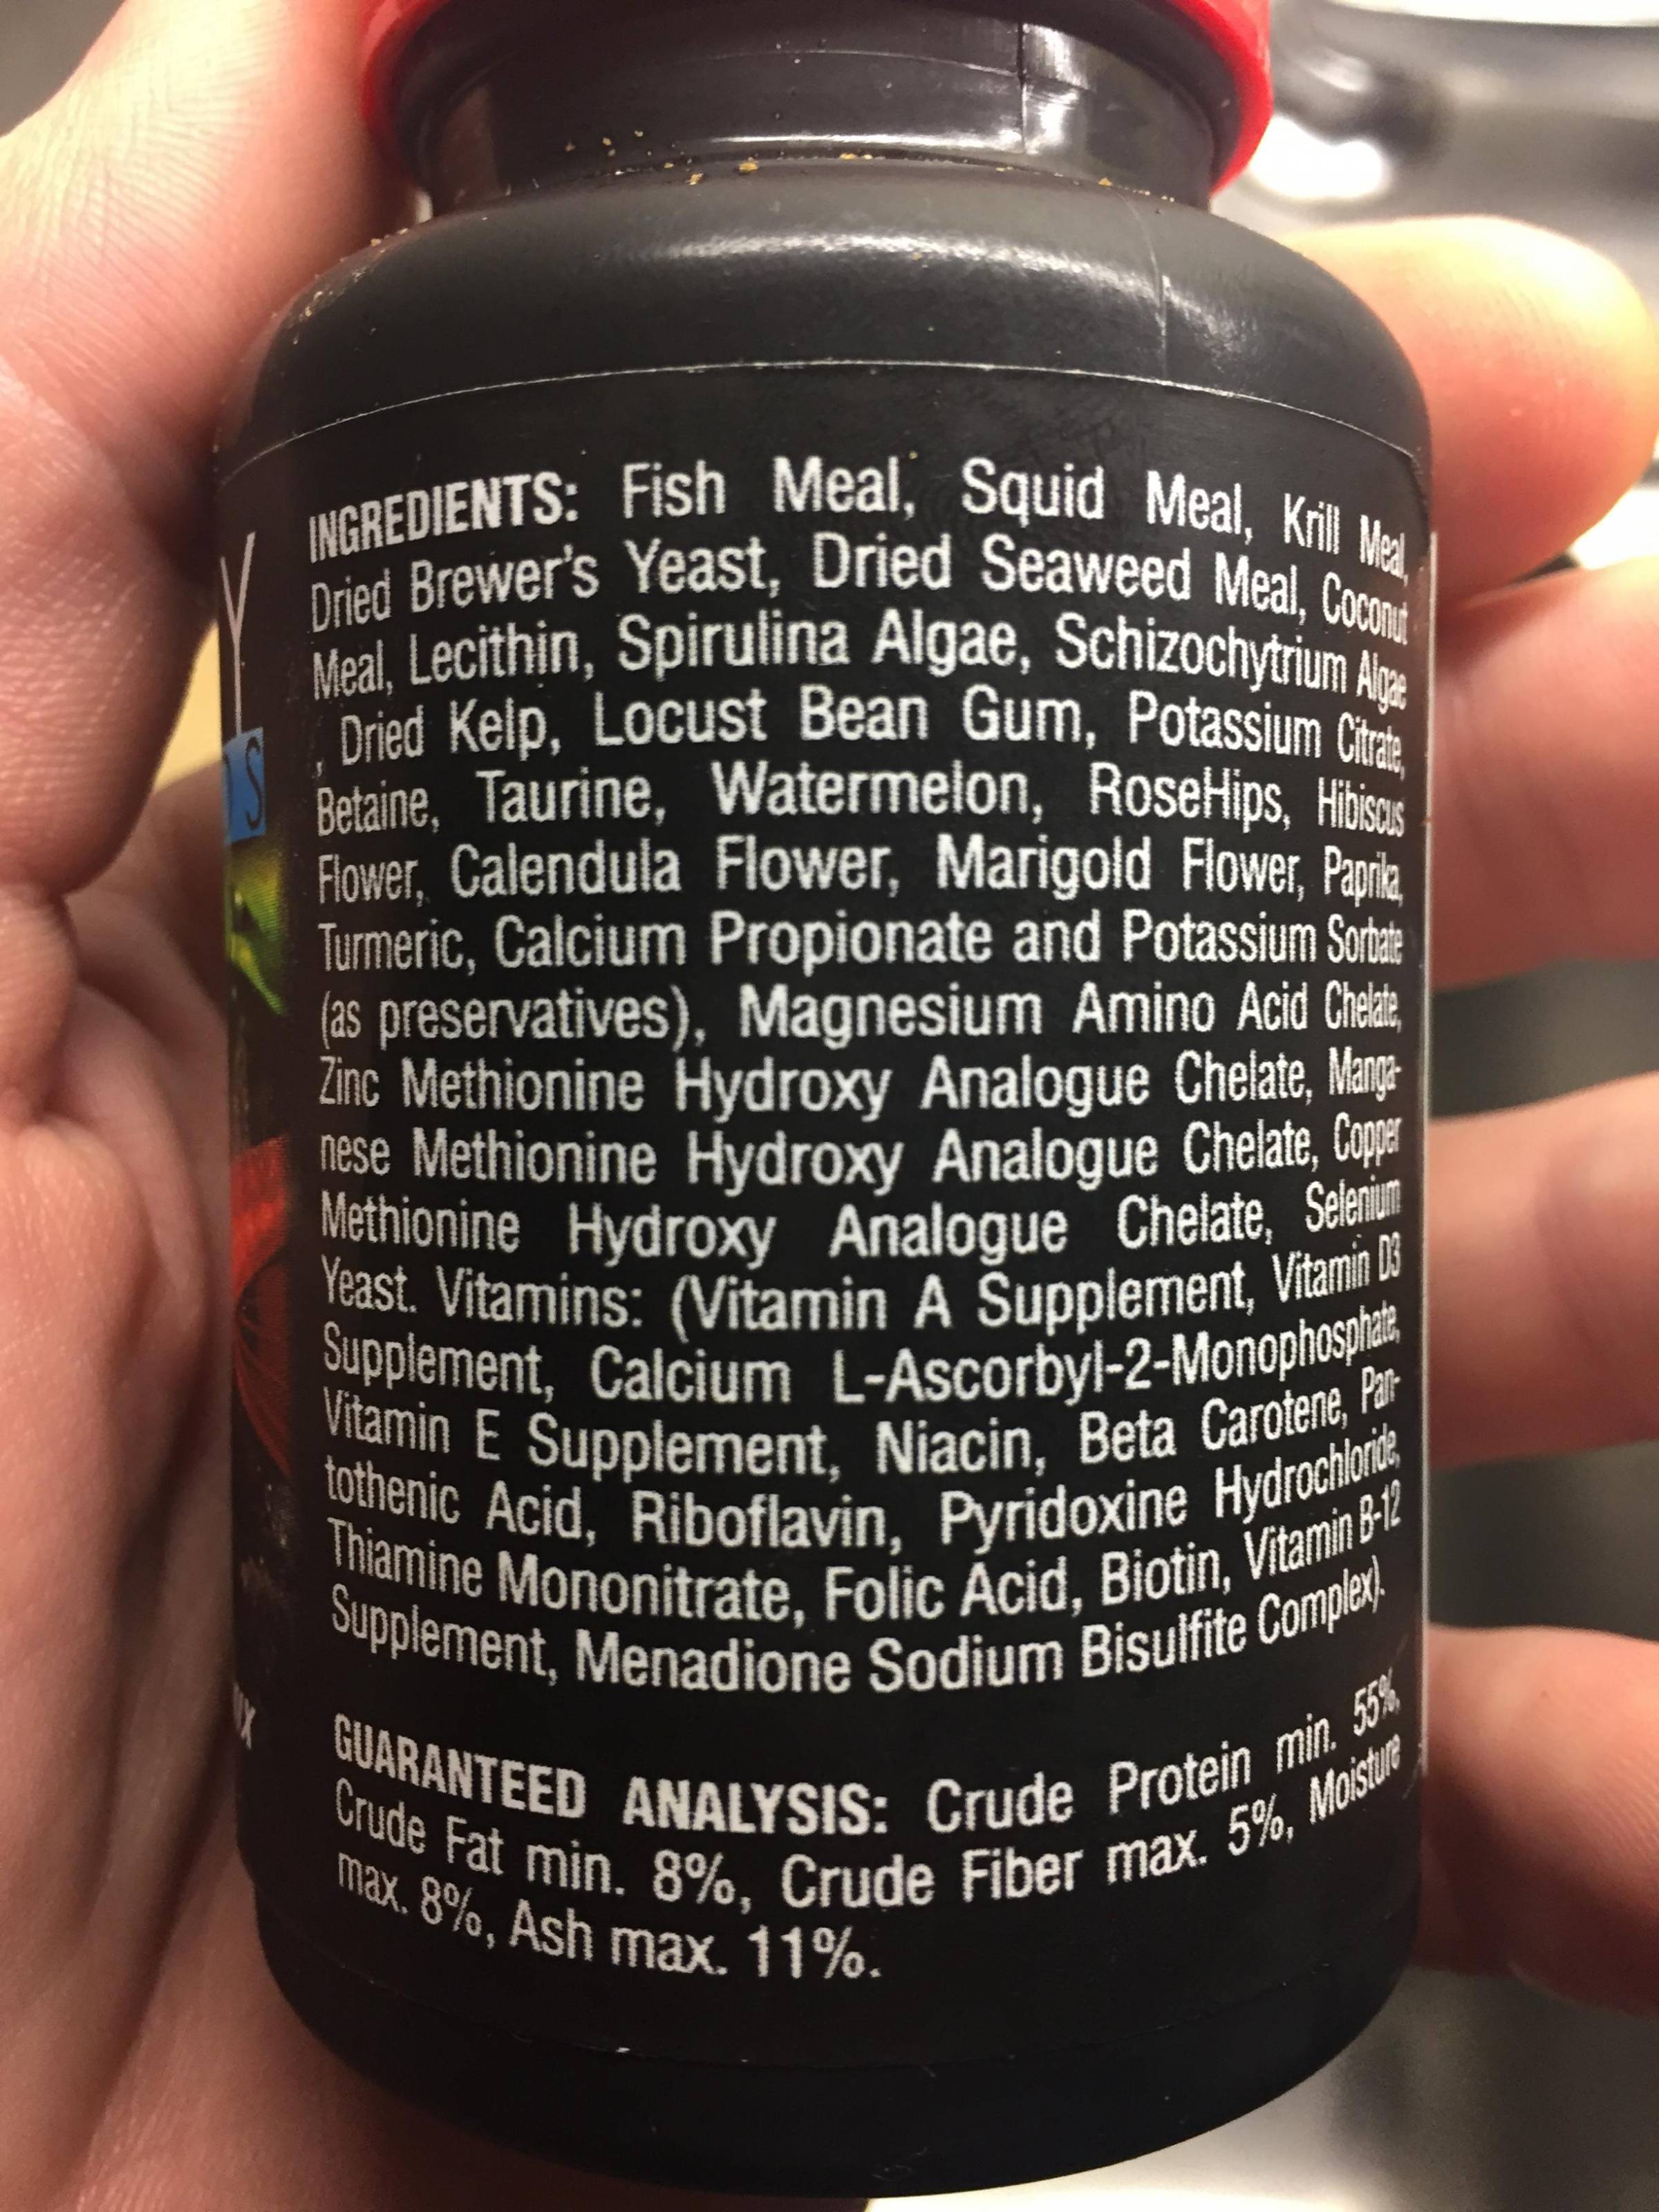 INGREDIENTS: Fish Meal, Squid Meal, Krill Meal,
Dried Brewer's Yeast, Dried Seaweed Meal, Coconut
Meal, Lecithin, Spirulina Algae, Schizochytrium Algae
, Dried Kelp, Locust Bean Gum, Potassium Citrate,
Betaine, Taurine, Watermelon, RoseHips, Hibiscus
Flower, Calendula Flower, Marigold Flower, Paprika,
Turmeric, Calcium Propionate and Potassium Sorbate
(as preservatives), Magnesium Amino Acid Chelate,
Zinc Methionine Hydroxy Analogue Chelate, Manga-
nese Methionine Hydroxy Analogue Chelate, Copper
Methionine Hydroxy Analogue Chelate, Selenium
Yeast. Vitamins: (Vitamin A Supplement, Vitamin D3
Supplement, Calcium L-Ascorbyl-2-Monophosphate,
Vitamin E Supplement, Niacin, Beta Carotene, Pan-
tothenic Acid, Riboflavin, Pyridoxine Hydrochloride,
Thiamine Mononitrate, Folic Acid, Biotin, Vitamin B-12
Supplement, Menadione Sodium Bisulfite Complex).
GUARANTEED ANALYSIS: Crude Protein min. 55%,
Crude Fat min. 8%, Crude Fiber max. 5%, Moisture
max. 8%, Ash max. 11%.